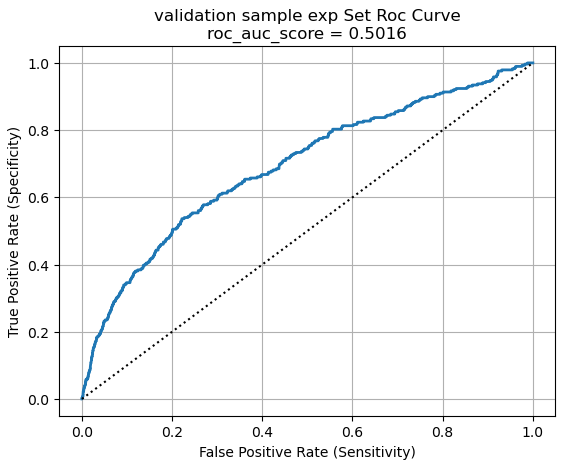 validation sample exp Set Roc Curve
roc_auc_score = 0.5016
1.0
0.8
0.6
0.4
0.2
0.0
True Positive Rate (Specificity)
0.0 0.2 0.4 0.6 0.8 1.0
False Positive Rate (Sensitivity)